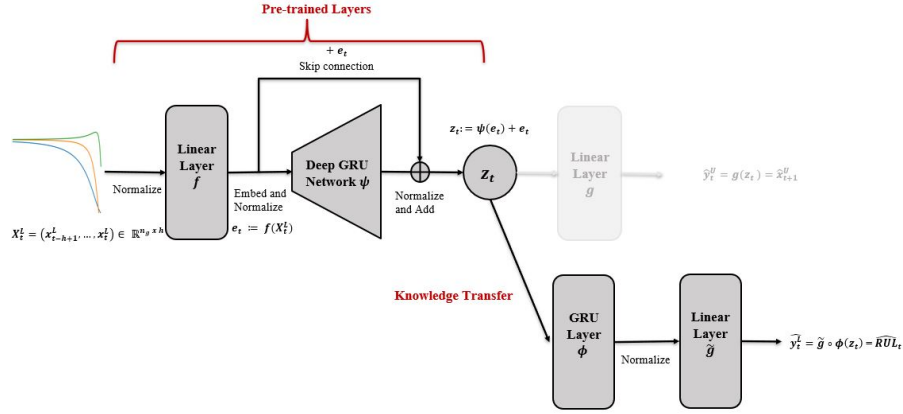 Pre-trained Layers
+ e_t
Skip connection
z_t := ψ(e_t) + e_t
Linear
Layer
f
Deep GRU
Network ψ
z_t
Linear
Layer
g
ŷ_t^U = g(z_t) = x̂_{t+1}^U
Normalize
Embed and
Normalize
e_t := f(X_t^L)
Normalize
and Add
X_t^L = (x_{t-h+1}^L, ..., x_t^L) ∈ ℝ^{n_g x h}
Knowledge Transfer
GRU
Layer
ϕ
Normalize
Linear
Layer
g̃
ŷ_t^L = g̃ ∘ ϕ(z_t) = R̂UL_t